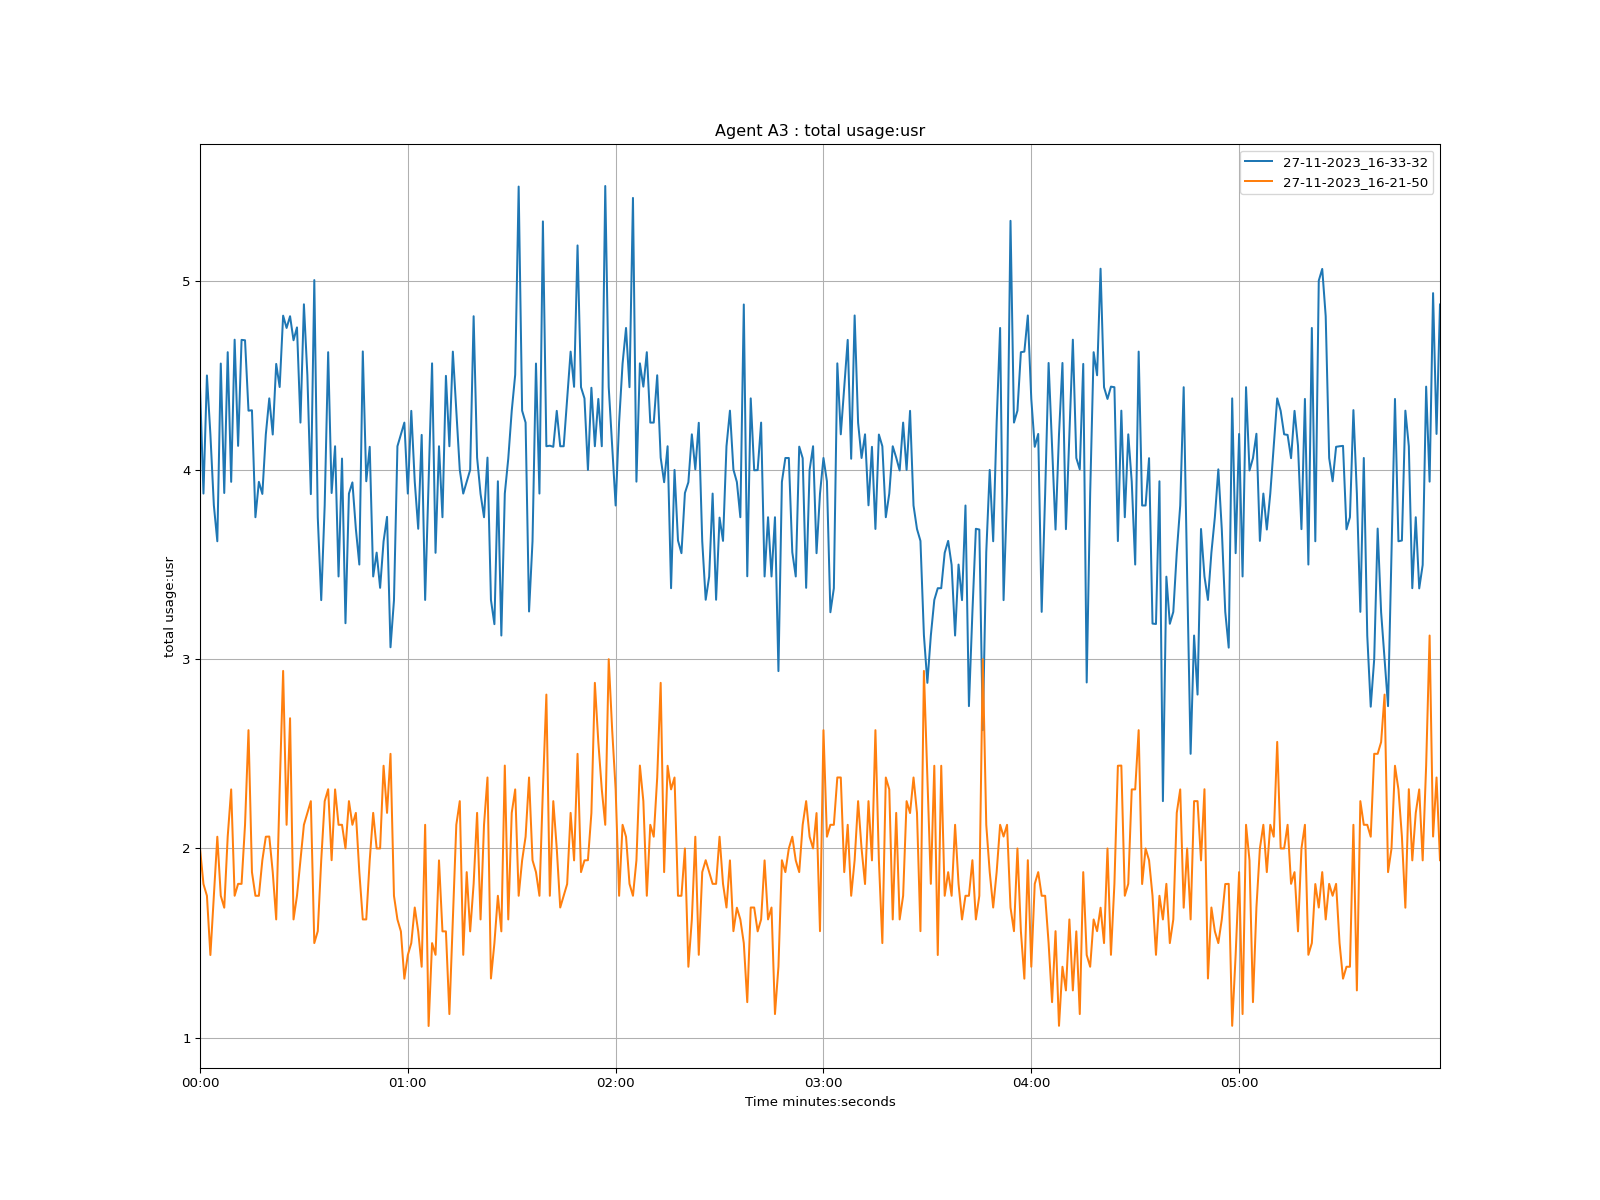 Agent A3 : total usage:usr
27-11-2023_16-33-32
27-11-2023_16-21-50
total usage:usr
5
4
3
2
1
00:00 01:00 02:00 03:00 04:00 05:00
Time minutes:seconds